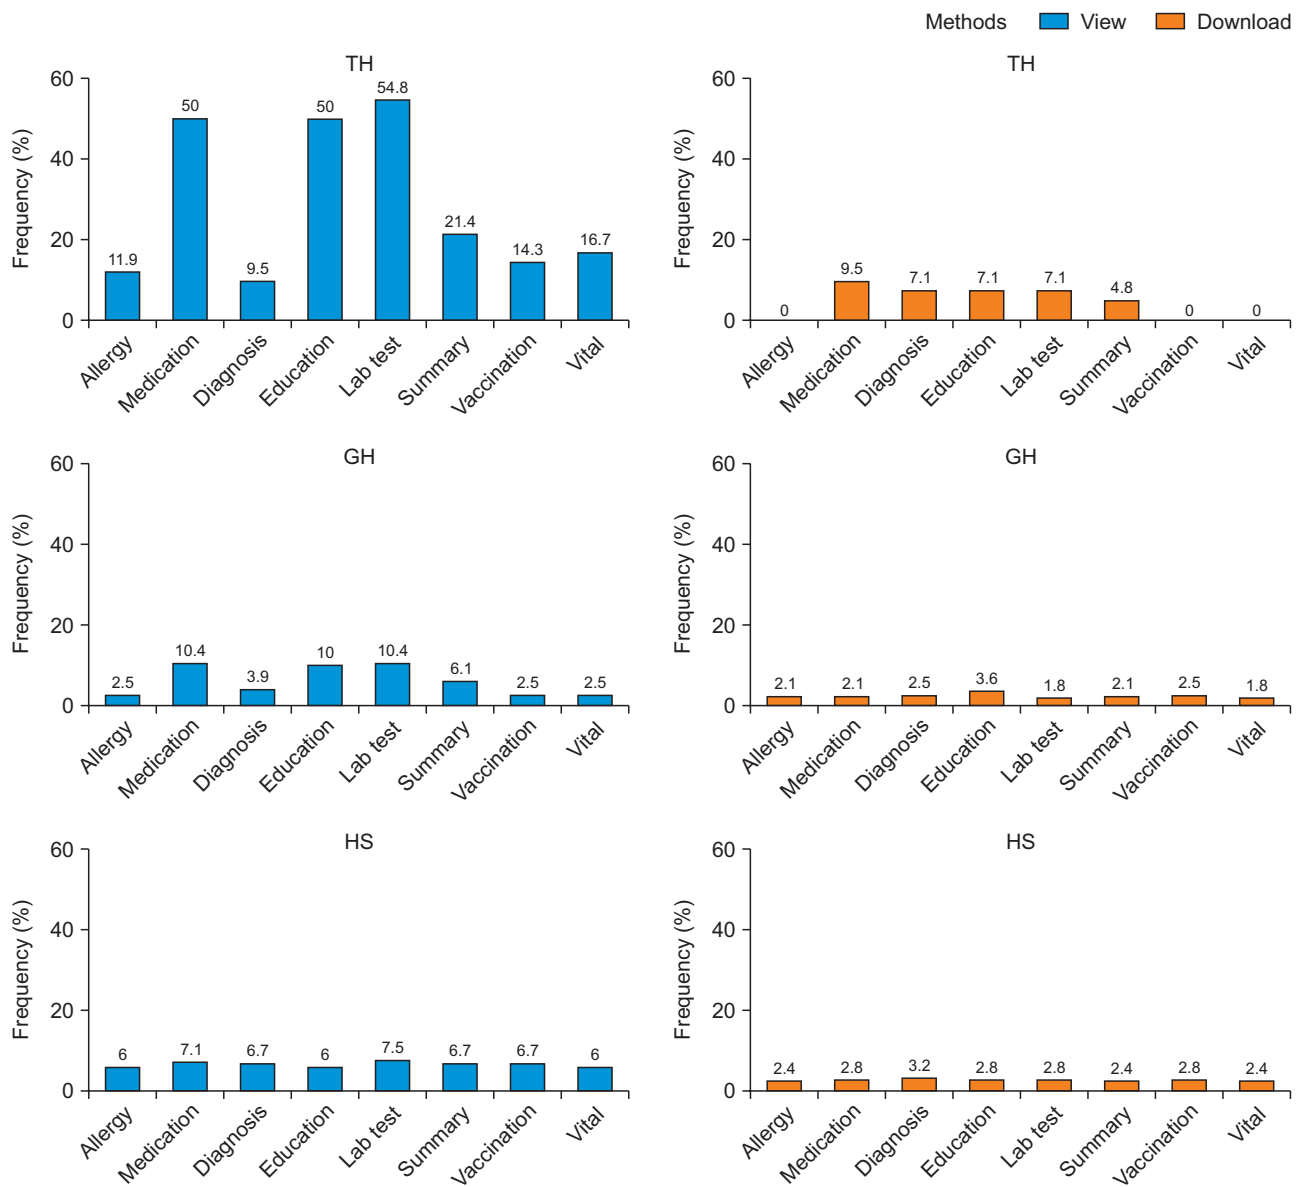 Methods View Download
TH
Frequency (%)
60
40
20
0
11.9
50
9.5
50
54.8
21.4
14.3
16.7
Allergy
Medication
Diagnosis
Education
Lab test
Summary
Vaccination
Vital
TH
Frequency (%)
60
40
20
0
0
9.5
7.1
7.1
7.1
4.8
0
0
Allergy
Medication
Diagnosis
Education
Lab test
Summary
Vaccination
Vital
GH
Frequency (%)
60
40
20
0
2.5
10.4
3.9
10
10.4
6.1
2.5
2.5
Allergy
Medication
Diagnosis
Education
Lab test
Summary
Vaccination
Vital
GH
Frequency (%)
60
40
20
0
2.1
2.1
2.5
3.6
1.8
2.1
2.5
1.8
Allergy
Medication
Diagnosis
Education
Lab test
Summary
Vaccination
Vital
HS
Frequency (%)
60
40
20
0
6
7.1
6.7
6
7.5
6.7
6.7
6
Allergy
Medication
Diagnosis
Education
Lab test
Summary
Vaccination
Vital
HS
Frequency (%)
60
40
20
0
2.4
2.8
3.2
2.8
2.8
2.4
2.8
2.4
Allergy
Medication
Diagnosis
Education
Lab test
Summary
Vaccination
Vital